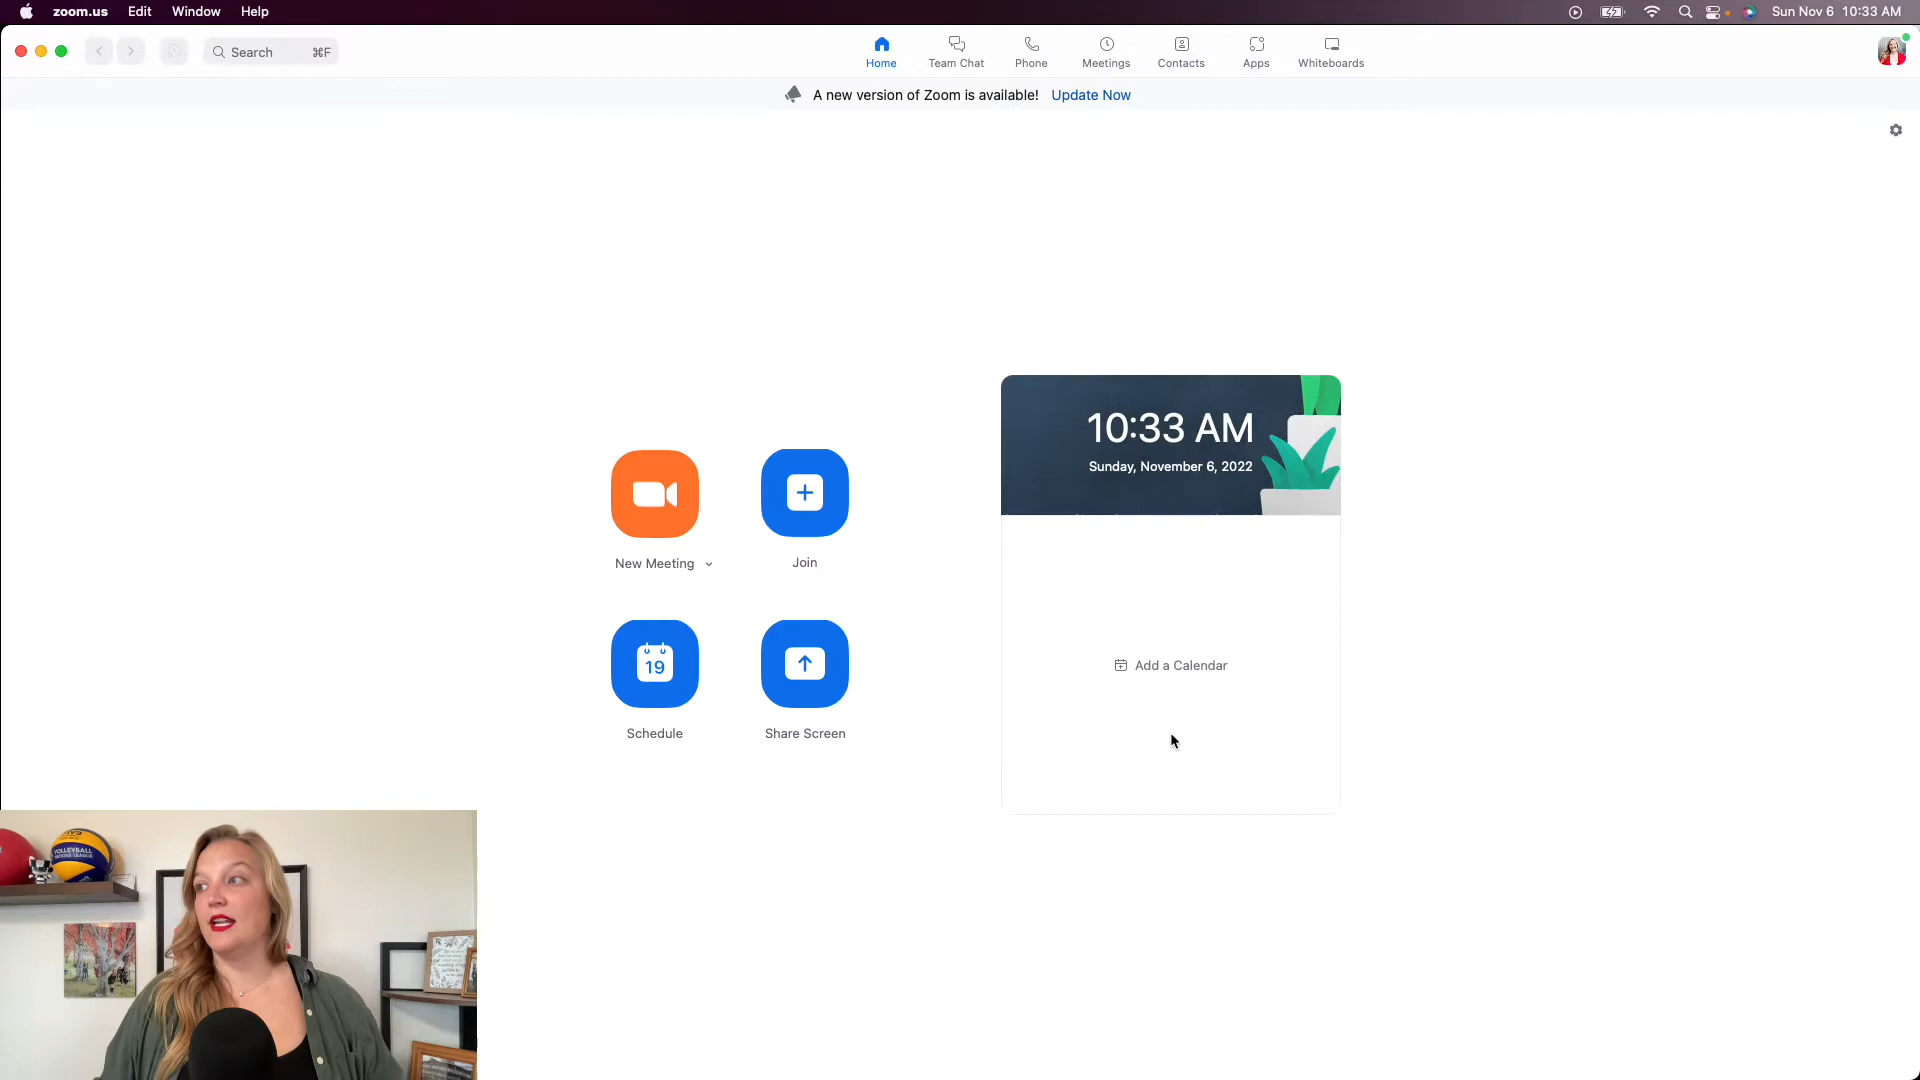 zoom.us Edit Window Help
Sun Nov 6 10:33 AM
Search ⌘F
Home
Team Chat
Phone
Meetings
Contacts
Apps
Whiteboards
A new version of Zoom is available! Update Now
10:33 AM
Sunday, November 6, 2022
New Meeting
Join
19
Schedule
Share Screen
Add a Calendar
VOLLEYBALL